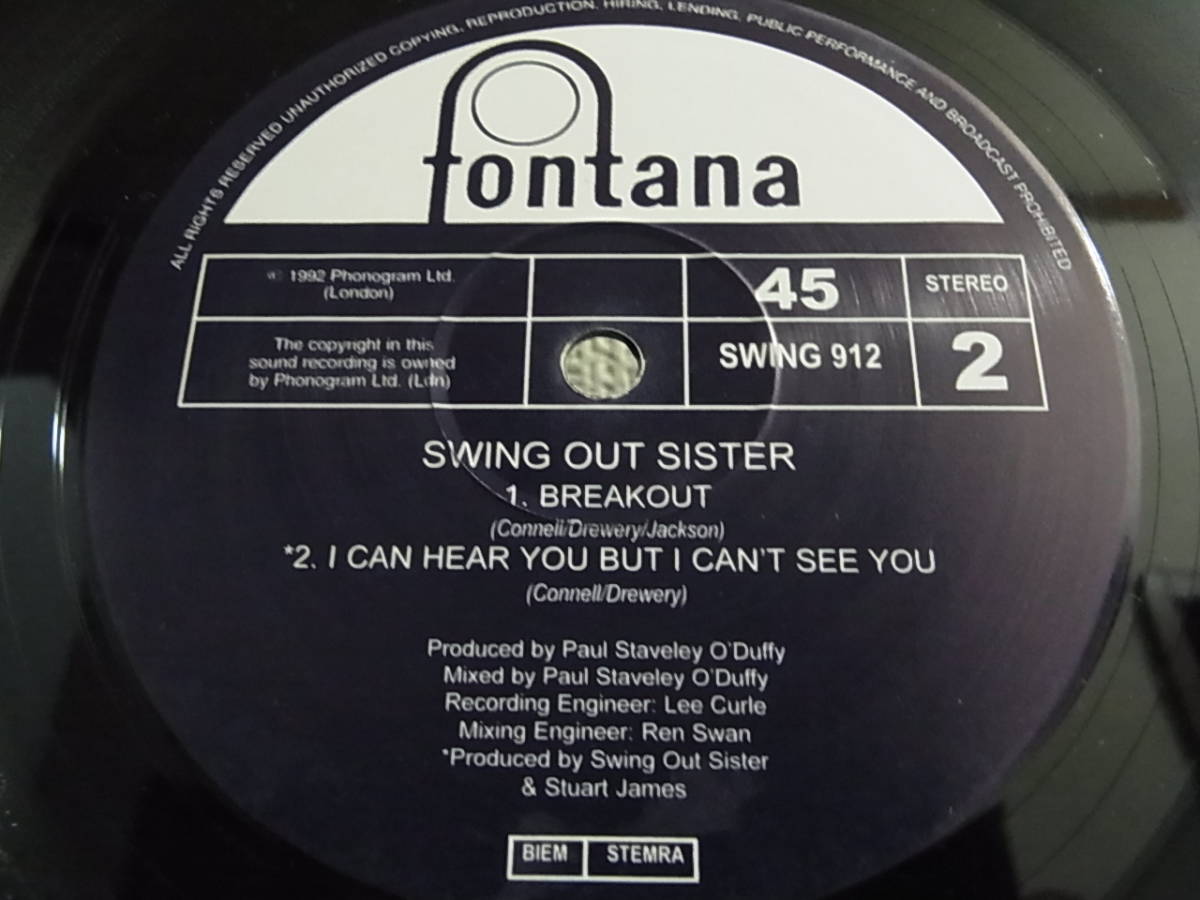 ALL RIGHTS RESERVED UNAUTHORIZED COPYING, REPRODUCTION, HIRING, LENDING, PUBLIC PERFORMANCE AND BROADCAST PROHIBITED
fontana
℗ 1992 Phonogram Ltd.
(London)
45
STEREO
The copyright in this
sound recording is owned
by Phonogram Ltd. (Ldn)
SWING 912
2
SWING OUT SISTER
1. BREAKOUT
(Connell/Drewery/Jackson)
*2. I CAN HEAR YOU BUT I CAN'T SEE YOU
(Connell/Drewery)
Produced by Paul Staveley O'Duffy
Mixed by Paul Staveley O'Duffy
Recording Engineer: Lee Curle
Mixing Engineer: Ren Swan
*Produced by Swing Out Sister
& Stuart James
BIEM STEMRA